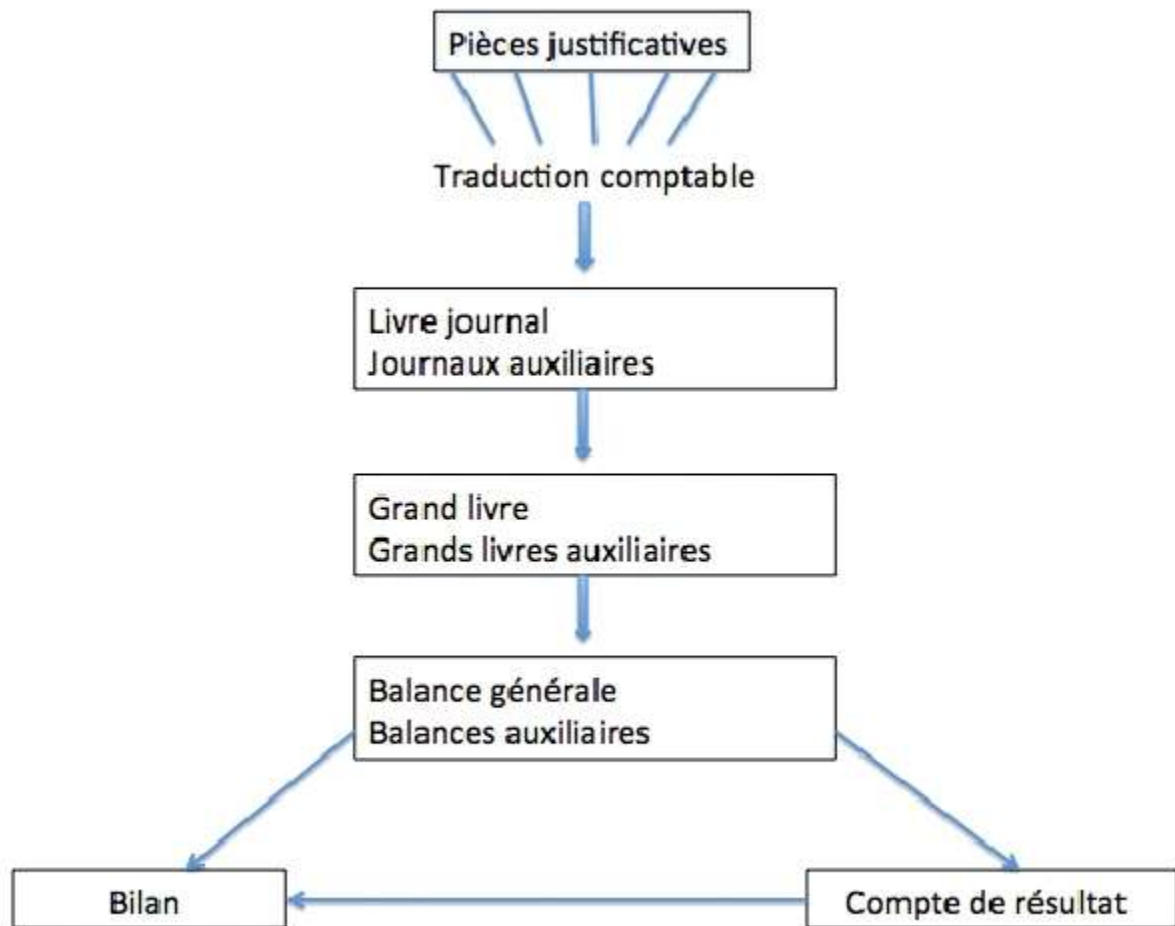 Pièces justificatives
Traduction comptable
Livre journal
Journaux auxiliaires
Grand livre
Grands livres auxiliaires
Balance générale
Balances auxiliaires
Bilan
Compte de résultat